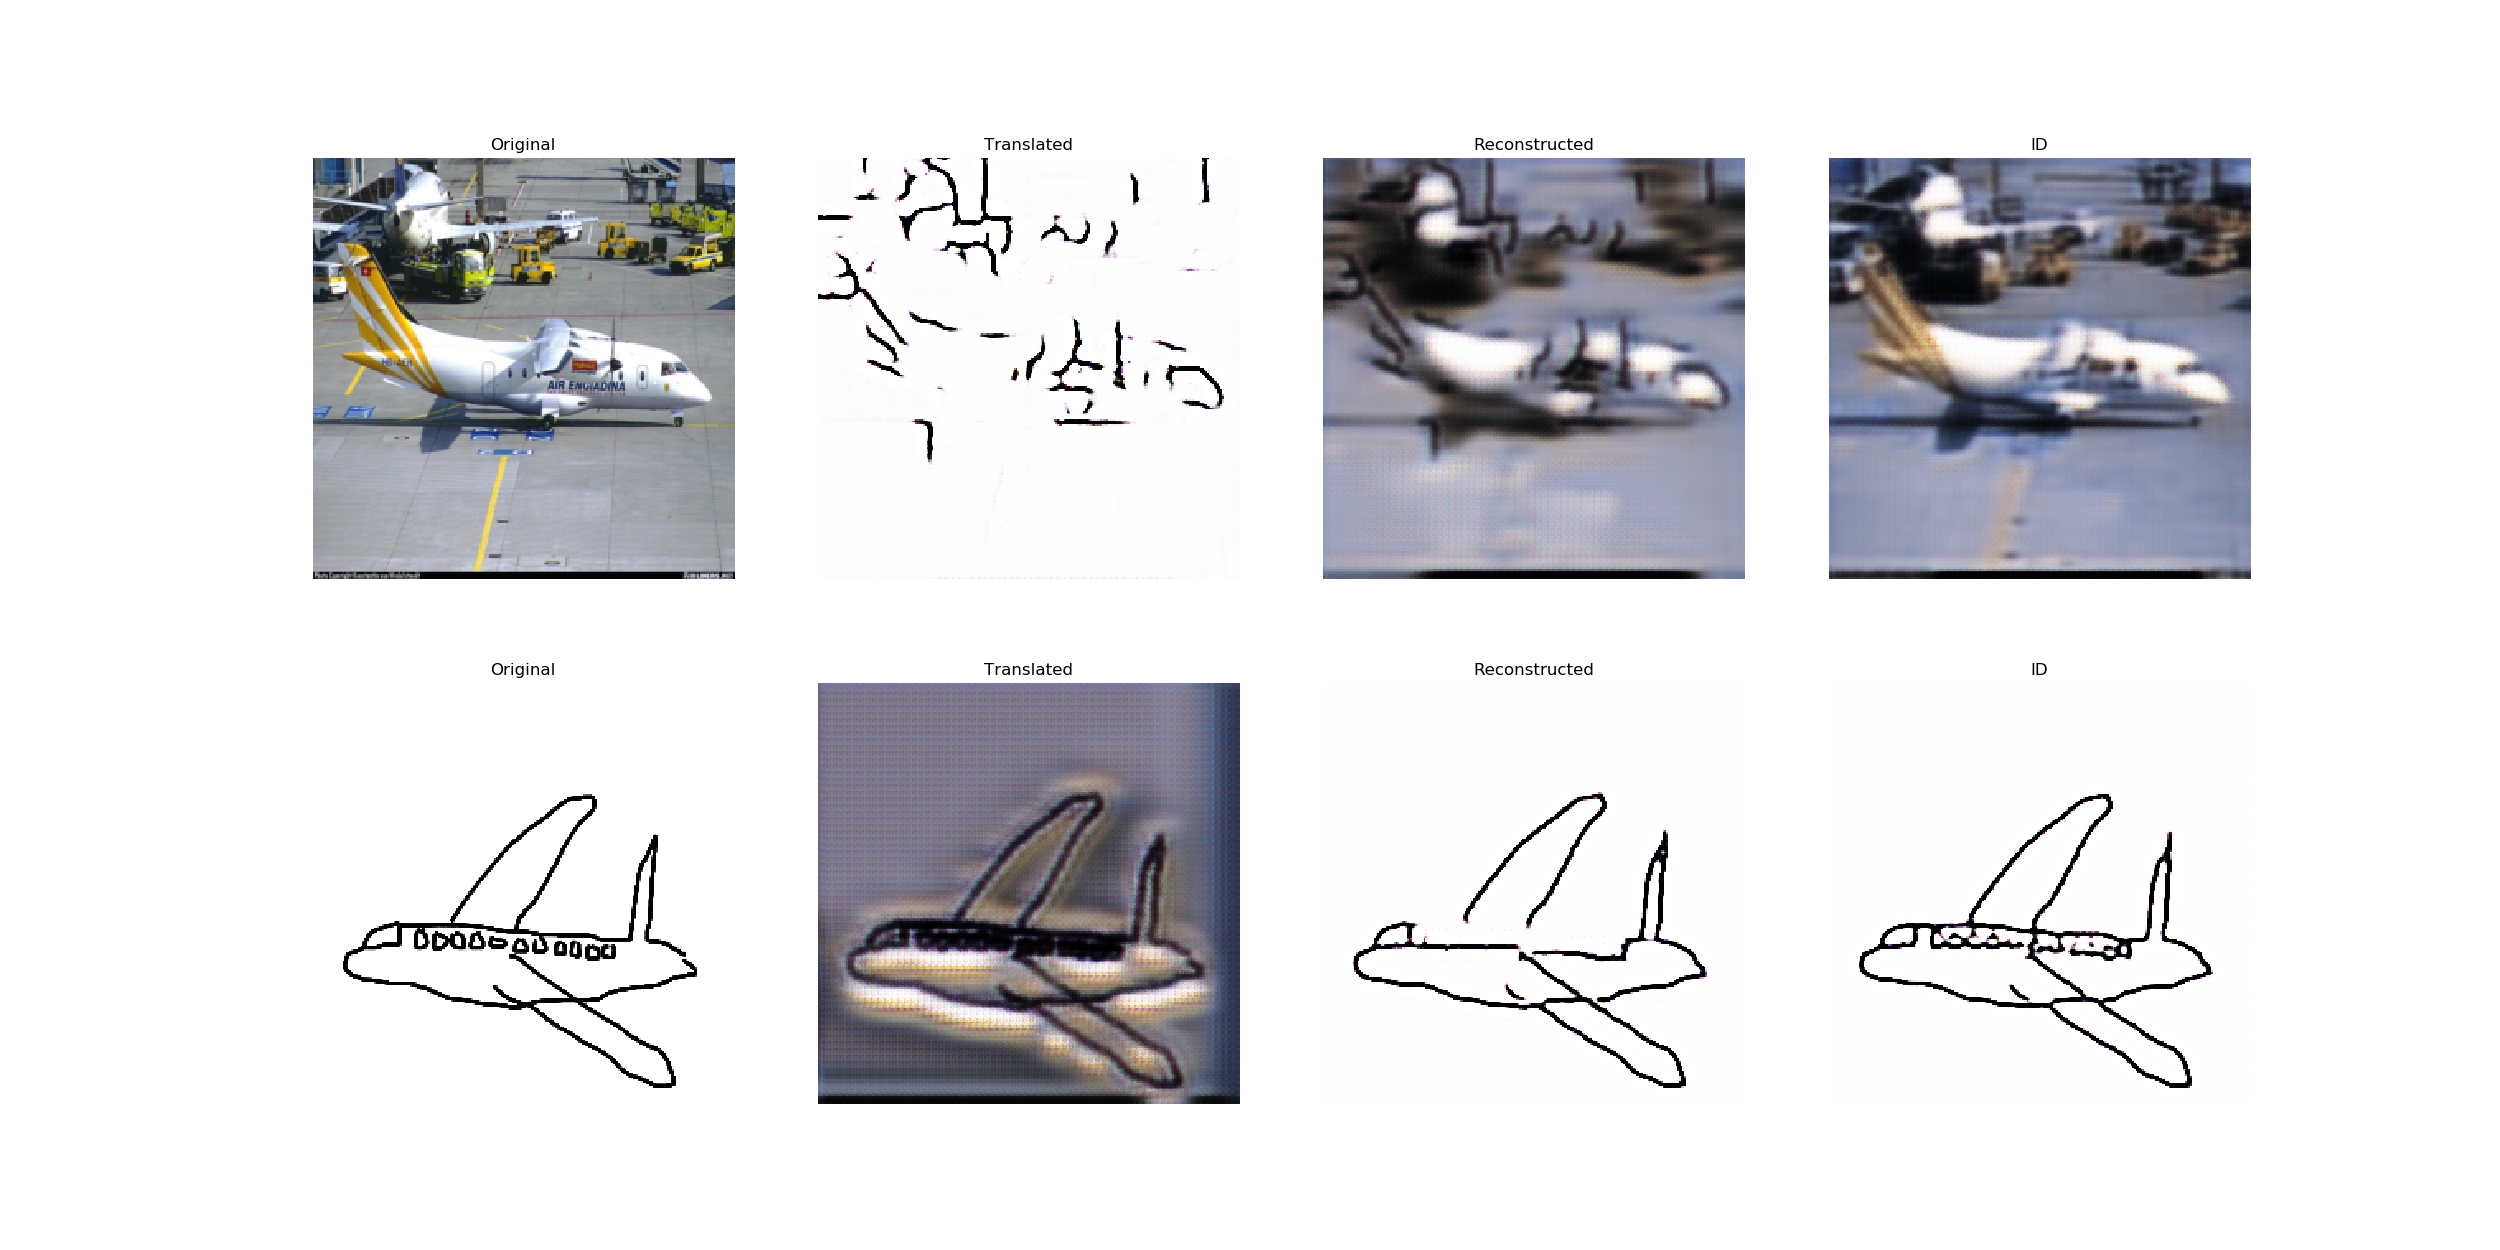 Original
Translated
Reconstructed
ID
AIR ENGIADINA
Original
Translated
Reconstructed
ID